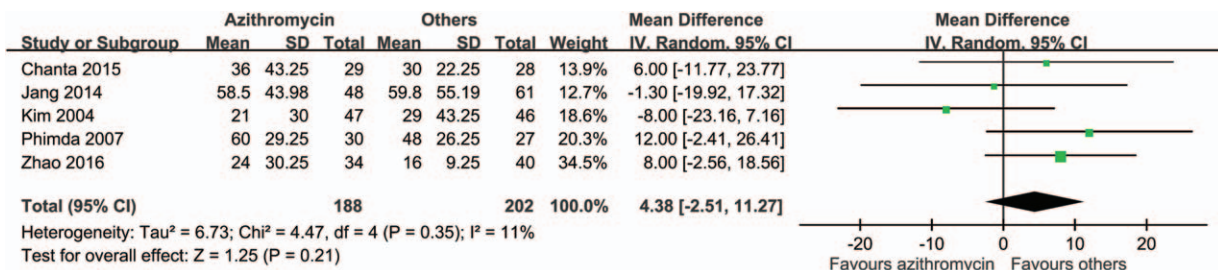 Azithromycin Others Mean Difference Mean Difference
Study or Subgroup Mean SD Total Mean SD Total Weight IV. Random. 95% CI IV. Random. 95% CI
Chanta 2015 36 43.25 29 30 22.25 28 13.9% 6.00 [-11.77, 23.77]
Jang 2014 58.5 43.98 48 59.8 55.19 61 12.7% -1.30 [-19.92, 17.32]
Kim 2004 21 30 47 29 43.25 46 18.6% -8.00 [-23.16, 7.16]
Phimda 2007 60 29.25 30 48 26.25 27 20.3% 12.00 [-2.41, 26.41]
Zhao 2016 24 30.25 34 16 9.25 40 34.5% 8.00 [-2.56, 18.56]
Total (95% CI) 188 202 100.0% 4.38 [-2.51, 11.27]
Heterogeneity: Tau² = 6.73; Chi² = 4.47, df = 4 (P = 0.35); I² = 11%
Test for overall effect: Z = 1.25 (P = 0.21)
-20 -10 0 10 20
Favours azithromycin Favours others